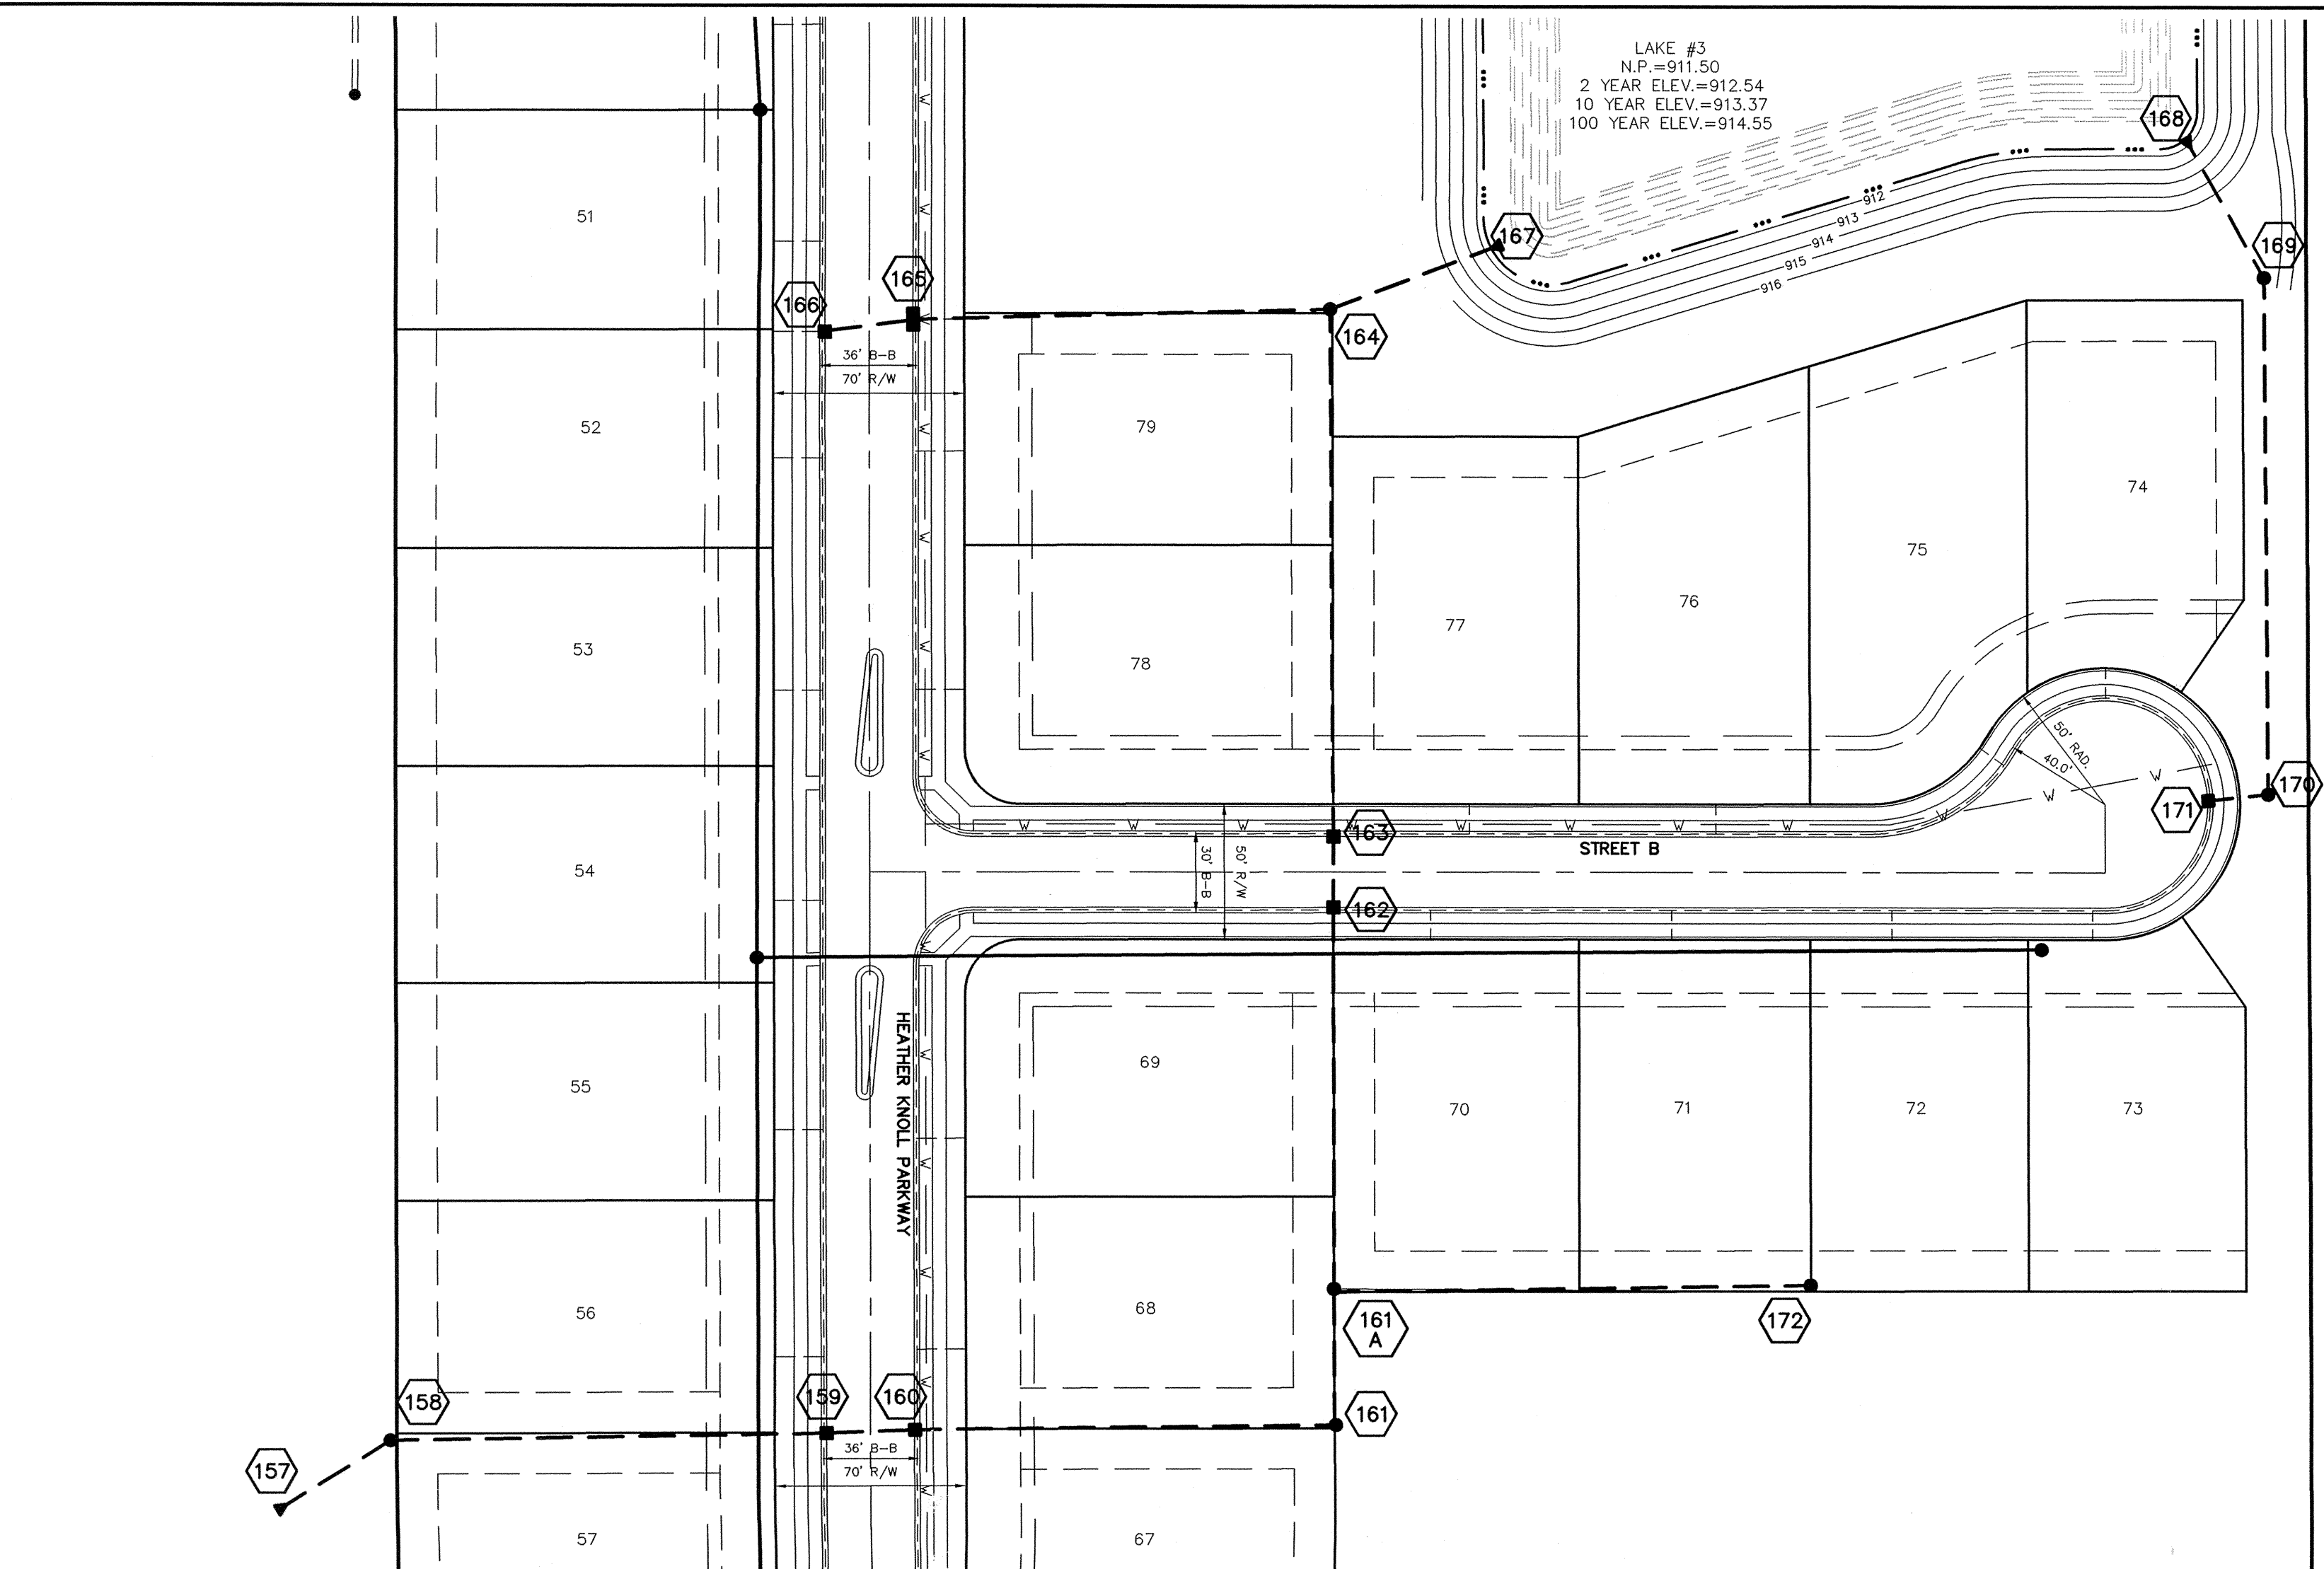 LAKE #3
N.P.=911.50
2 YEAR ELEV.=912.54
10 YEAR ELEV.=913.37
100 YEAR ELEV.=914.55
168
912
913
914
915
916
167
169
51
165
166
164
36' B-B
70' R/W
52
79
74
75
53
76
77
78
50' RAD.
40.0'
W
W
170
171
W
W
W
W
W
W
W
W
W
163
STREET B
30' B-B
50' R/W
162
54
W
W
W
W
W
W
W
W
W
W
W
W
W
HEATHER KNOLL PARKWAY
69
55
70
71
72
73
56
68
161
A
172
158
159
160
161
36' B-B
70' R/W
157
57
67